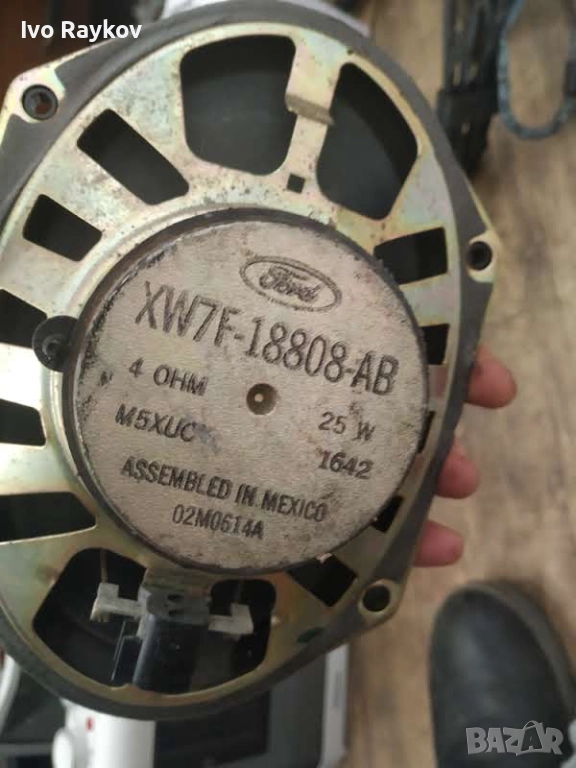 Ivo Raykov
Ford
XW7F-18808-AB
4 OHM 25 W
M5XUC 1642
ASSEMBLED IN MEXICO
02M0614A
BAZAR